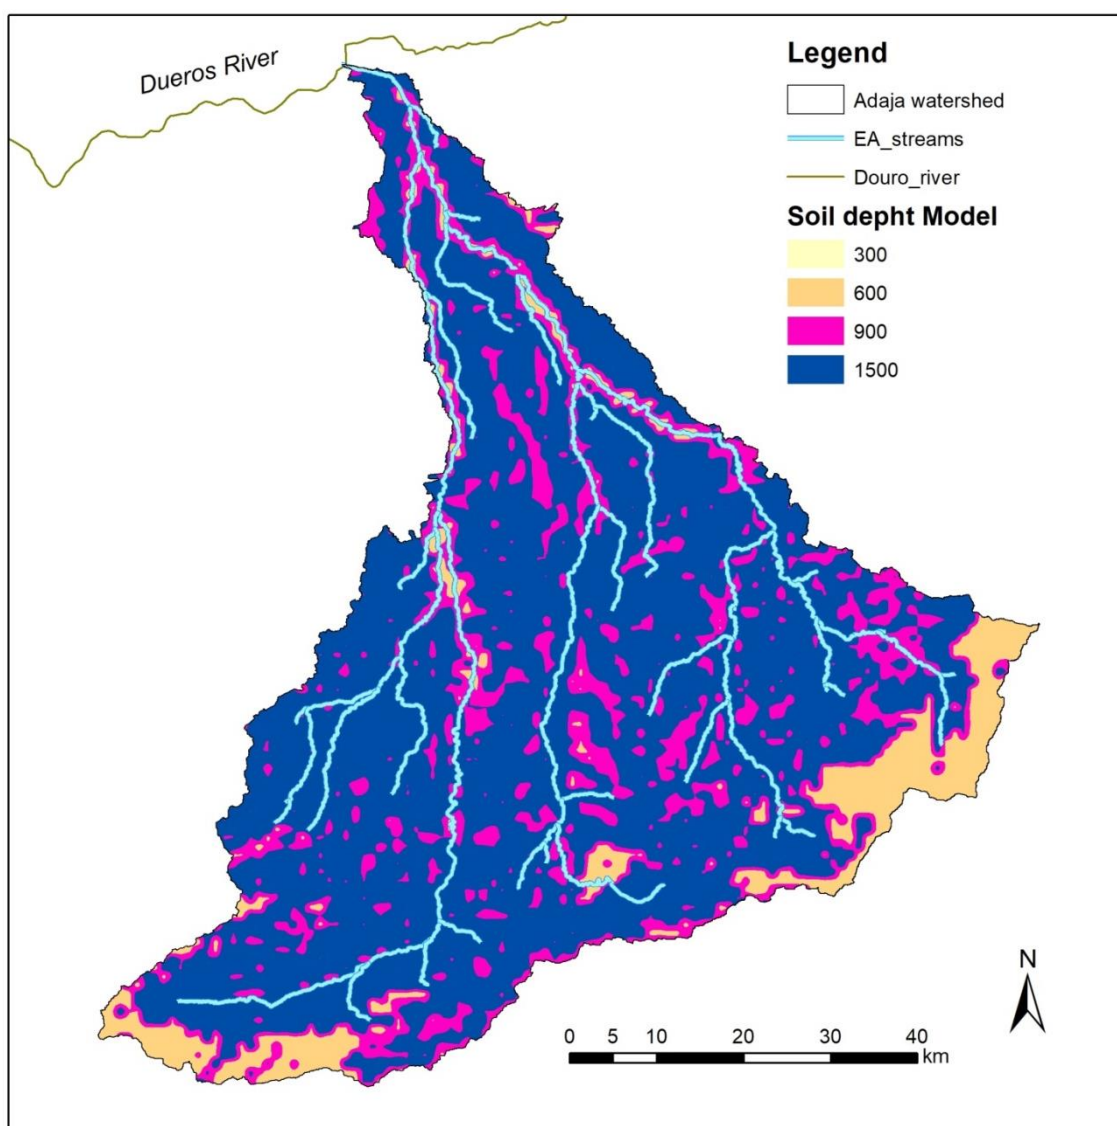 Dueros River
Legend
Adaja watershed
EA_streams
Douro_river
Soil depht Model
300
600
900
1500
N
0 5 10 20 30 40
km